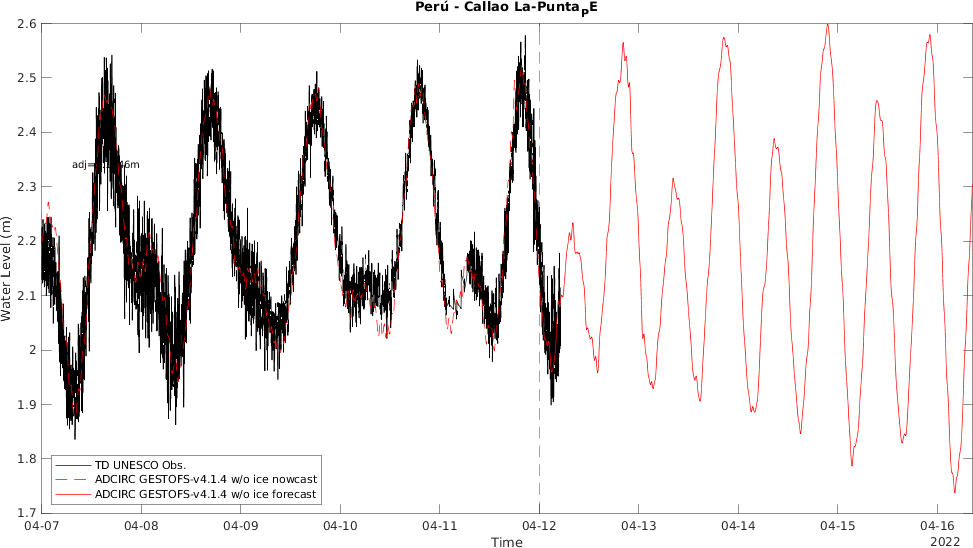 Perú - Callao La-PuntaPE
2.6
2.5
2.4
2.3
2.2
2.1
2
1.9
1.8
1.7
Water Level (m)
TD UNESCO Obs.
ADCIRC GESTOFS-v4.1.4 w/o ice nowcast
ADCIRC GESTOFS-v4.1.4 w/o ice forecast
04-07 04-08 04-09 04-10 04-11 04-12 04-13 04-14 04-15 04-16
Time 2022